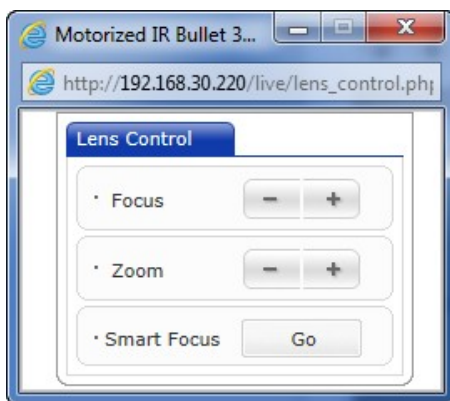 Motorized IR Bullet 3...
http://192.168.30.220/live/lens_control.php
Lens Control
· Focus - +
· Zoom - +
· Smart Focus Go